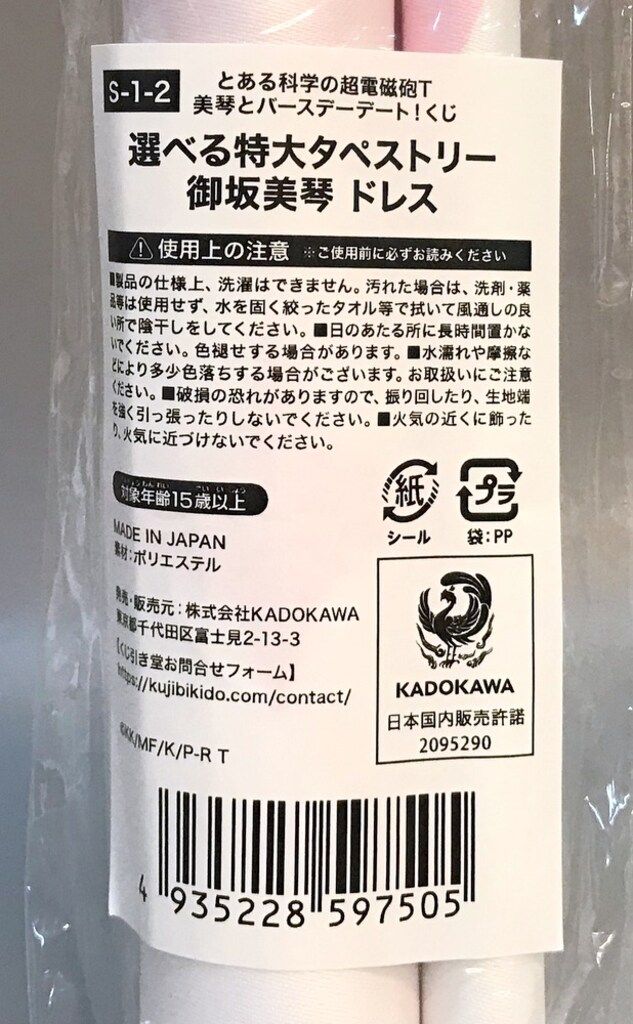 S-1-2
とある科学の超電磁砲T
美琴とバースデーデート!くじ
選べる特大タペストリー
御坂美琴 ドレス
使用上の注意 ※ご使用前に必ずお読みください
■製品の仕様上、洗濯はできません。汚れた場合は、洗剤・薬
品等は使用せず、水を固く絞ったタオル等で拭いて風通しの良
い所で陰干しをしてください。■日のあたる所に長時間置かな
いでください。色褪せする場合があります。■水濡れや摩擦な
どにより多少色落ちする場合がございます。お取扱いにご注意
ください。■破損の恐れがありますので、振り回したり、生地端
を強く引っ張ったりしないでください。■火気の近くに飾った
り、火気に近づけないでください。
対象年齢15歳以上
紙
プラ
シール
袋:PP
MADE IN JAPAN
素材:ポリエステル
発売・販売元:株式会社KADOKAWA
東京都千代田区富士見2-13-3
【くじ引き堂お問合せフォーム】
https://kujibikido.com/contact/
©KK/MF/K/P-R T
KADOKAWA
日本国内販売許諾
2095290
4 935228 597505